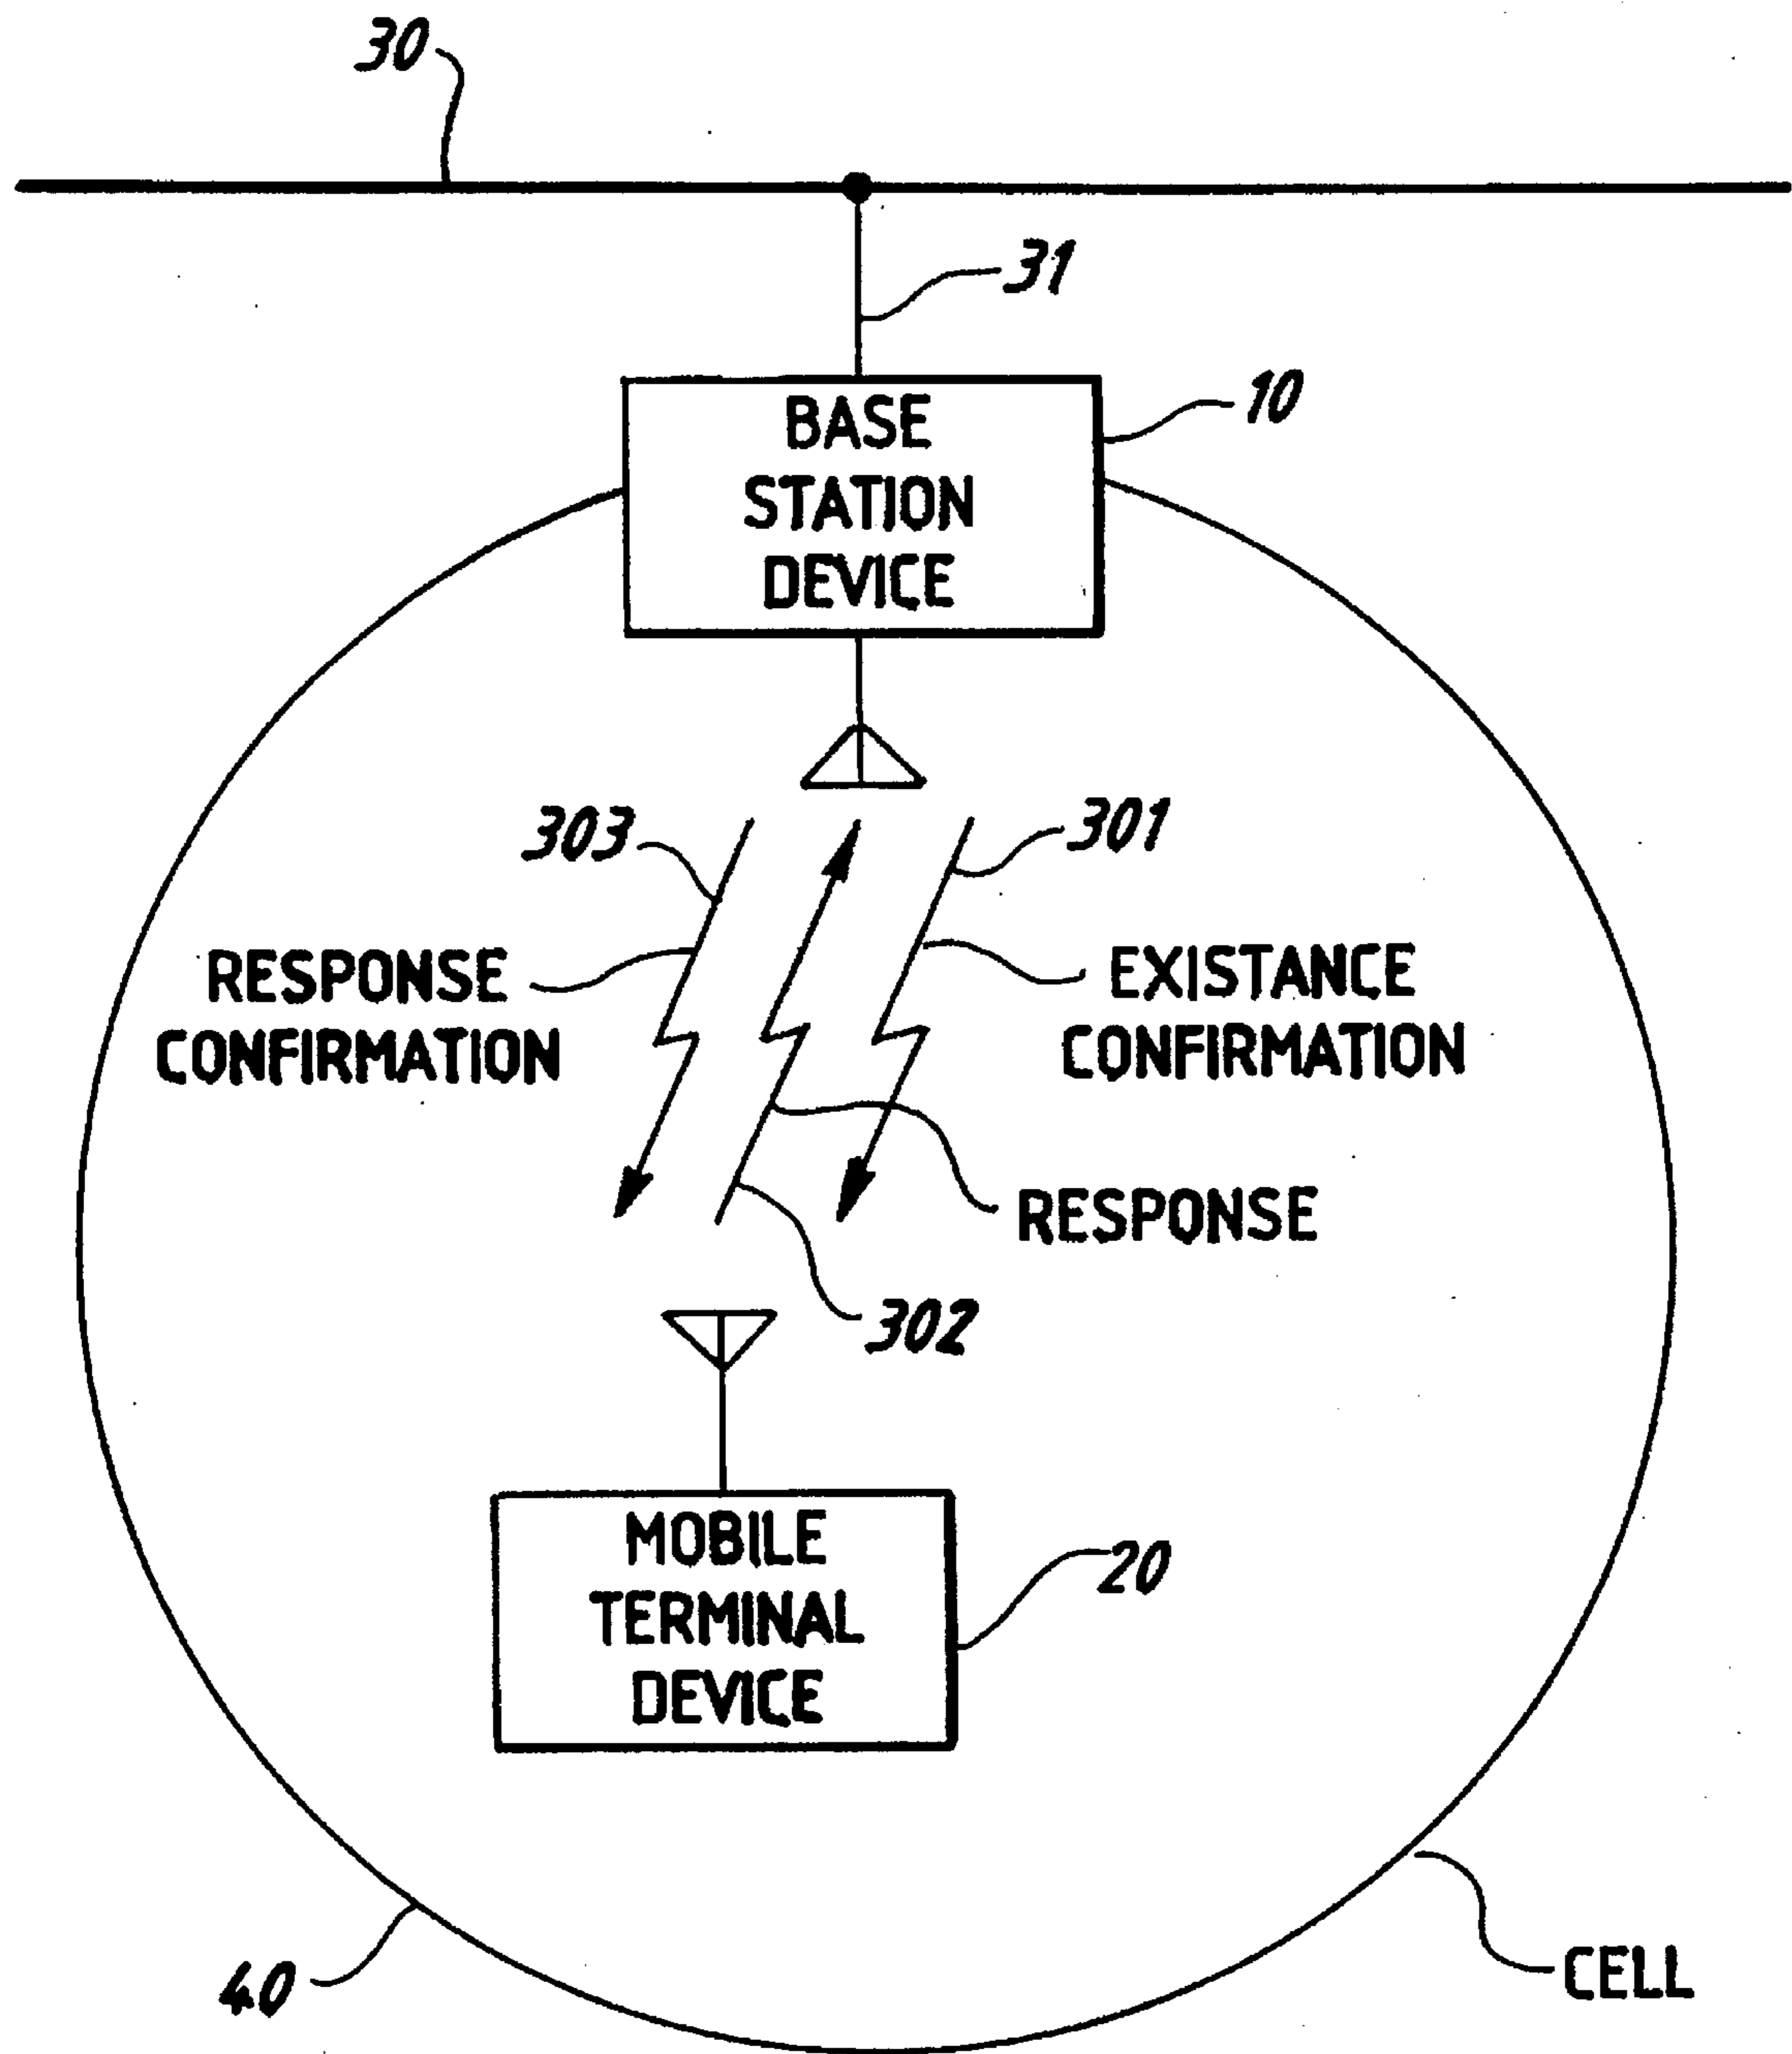 30
31
10
BASE
STATION
DEVICE
303
301
RESPONSE
CONFIRMATION
EXISTANCE
CONFIRMATION
RESPONSE
302
MOBILE
TERMINAL
DEVICE
20
40
CELL